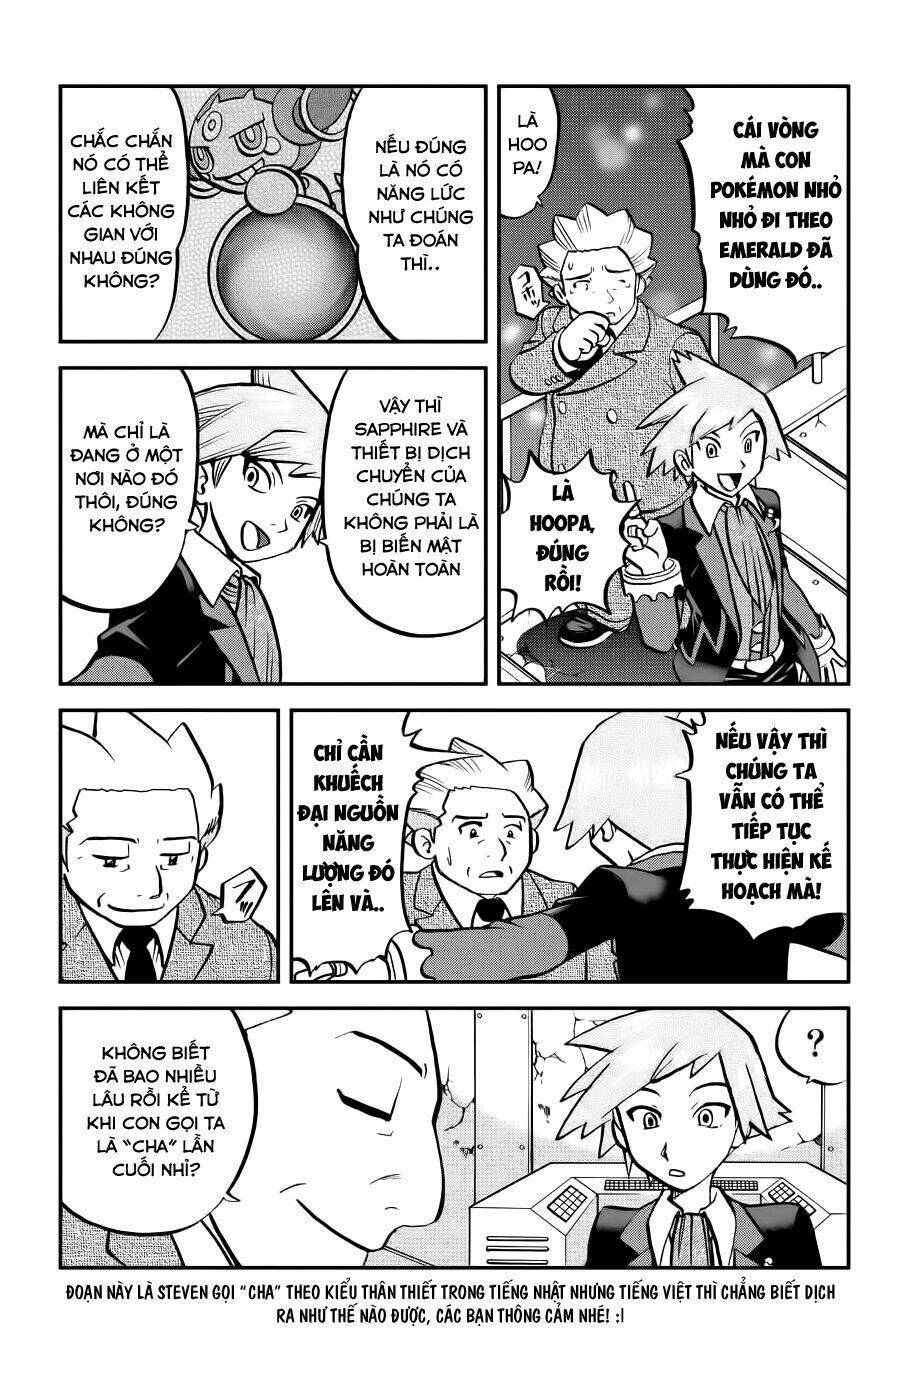 CÁI VÒNG
MÀ CON
POKÉMON NHỎ
NHỎ ĐI THEO
EMERALD ĐÃ
DÙNG ĐÓ..
LÀ
HOO
PA!
LÀ
HOOPA,
ĐÚNG
RỒI!
NẾU ĐÚNG
LÀ NÓ CÓ
NĂNG LỨC
NHƯ CHÚNG
TA ĐOÁN
THÌ..
CHẮC CHẮN
NÓ CÓ THỂ
LIÊN KẾT
CÁC KHÔNG
GIAN VỚI
NHAU ĐÚNG
KHÔNG?
VẬY THÌ
SAPPHIRE VÀ
THIẾT BỊ DỊCH
CHUYỂN CỦA
CHÚNG TA
KHÔNG PHẢI LÀ
BỊ BIẾN MẬT
HOÀN TOÀN
MÀ CHỈ LÀ
ĐANG Ở MỘT
NƠI NÀO ĐÓ
THÔI, ĐÚNG
KHÔNG?
NẾU VẬY THÌ
CHÚNG TA
VẪN CÓ THỂ
TIẾP TỤC
THỰC HIỆN KẾ
HOẠCH MÀ!
CHỈ CẦN
KHUẾCH
ĐẠI NGUỒN
NĂNG
LƯỢNG ĐÓ
LÊN VÀ..
KHÔNG BIẾT
ĐÃ BAO NHIỀU
LÂU RỒI KỂ TỪ
KHI CON GỌI TA
LÀ "CHA" LẦN
CUỐI NHỈ?
?
ĐOẠN NÀY LÀ STEVEN GỌI "CHA" THEO KIỂU THÂN THIẾT TRONG TIẾNG NHẬT NHƯNG TIẾNG VIỆT THÌ CHẲNG BIẾT DỊCH
RA NHƯ THẾ NÀO ĐƯỢC, CÁC BẠN THÔNG CẢM NHÉ! :I